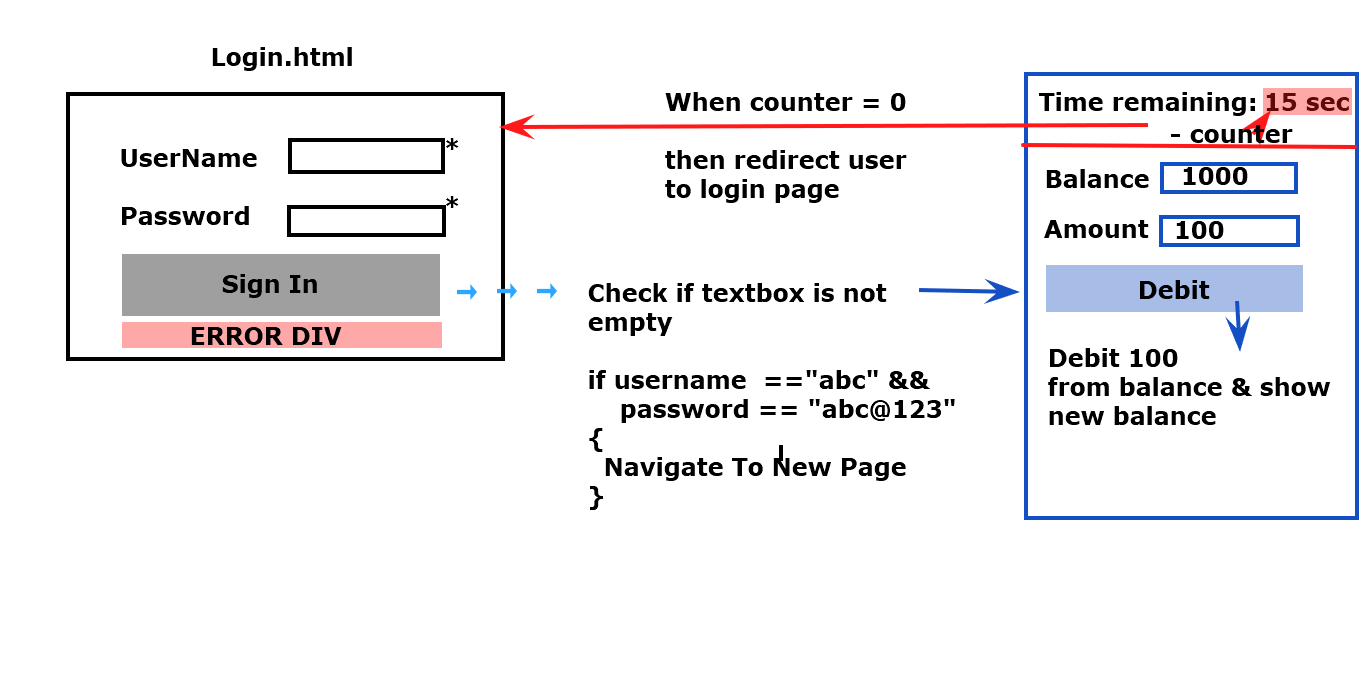 Login.html
UserName
*
Password
*
Sign In
ERROR DIV
When counter = 0
then redirect user
to login page
Check if textbox is not
empty
if username  =="abc" &&
password == "abc@123"
{
Navigate To New Page
}
Time remaining: 15 sec
- counter
Balance 1000
Amount 100
Debit
Debit 100
from balance & show
new balance